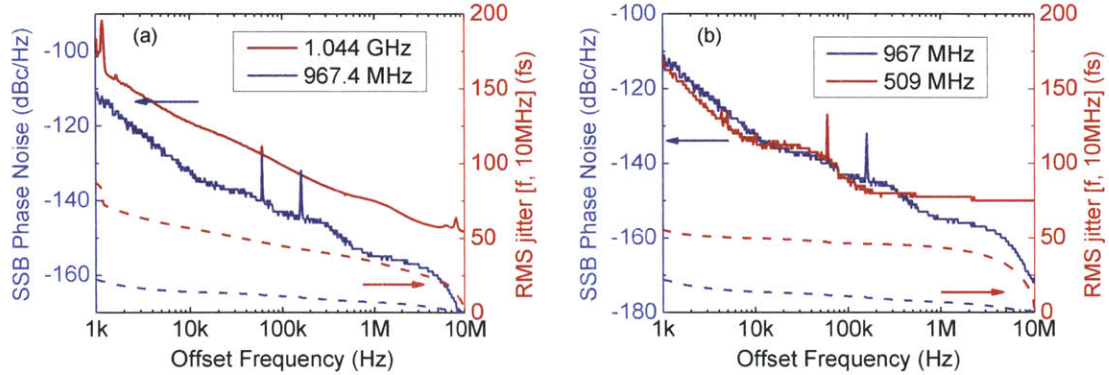 (a)
1.044 GHz
967.4 MHz
SSB Phase Noise (dBc/Hz)
-100
-120
-140
-160
RMS jitter [f, 10MHz] (fs)
200
150
100
50
0
1k
10k
100k
1M
10M
Offset Frequency (Hz)
(b)
967 MHz
509 MHz
SSB Phase Noise (dBc/Hz)
-100
-120
-140
-160
-180
RMS jitter [f, 10MHz] (fs)
200
150
100
50
0
1k
10k
100k
1M
10M
Offset Frequency (Hz)